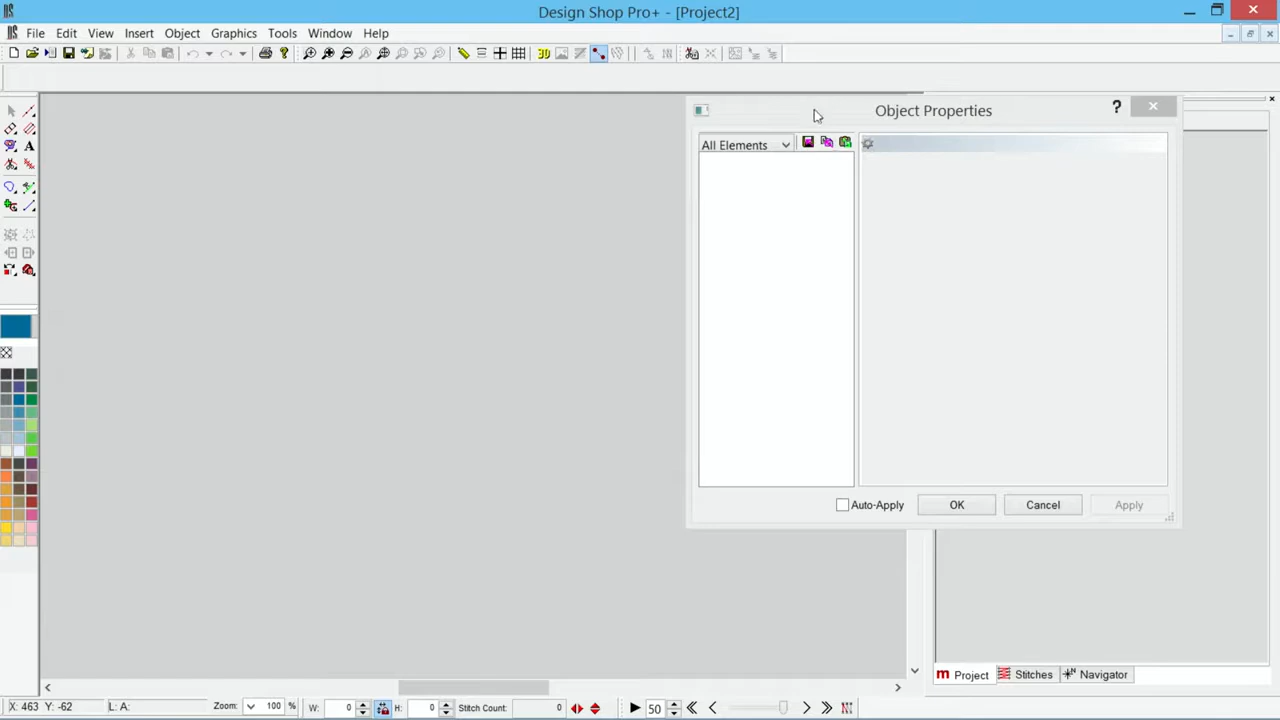 Design Shop Pro+ - [Project2]
File Edit View Insert Object Graphics Tools Window Help
3D
Object Properties
All Elements
A
Auto-Apply OK Cancel Apply
Project Stitches Navigator
X: 463 Y: -62 L: A: Zoom: 100 % W: 0 H: 0 Stitch Count: 0 50